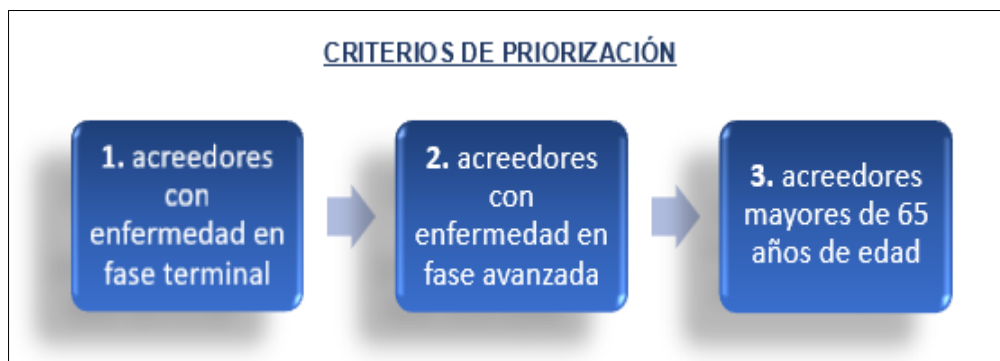 CRITERIOS DE PRIORIZACIÓN
1. acreedores
con
enfermedad en
fase terminal
2. acreedores
con
enfermedad en
fase avanzada
3. acreedores
mayores de 65
años de edad